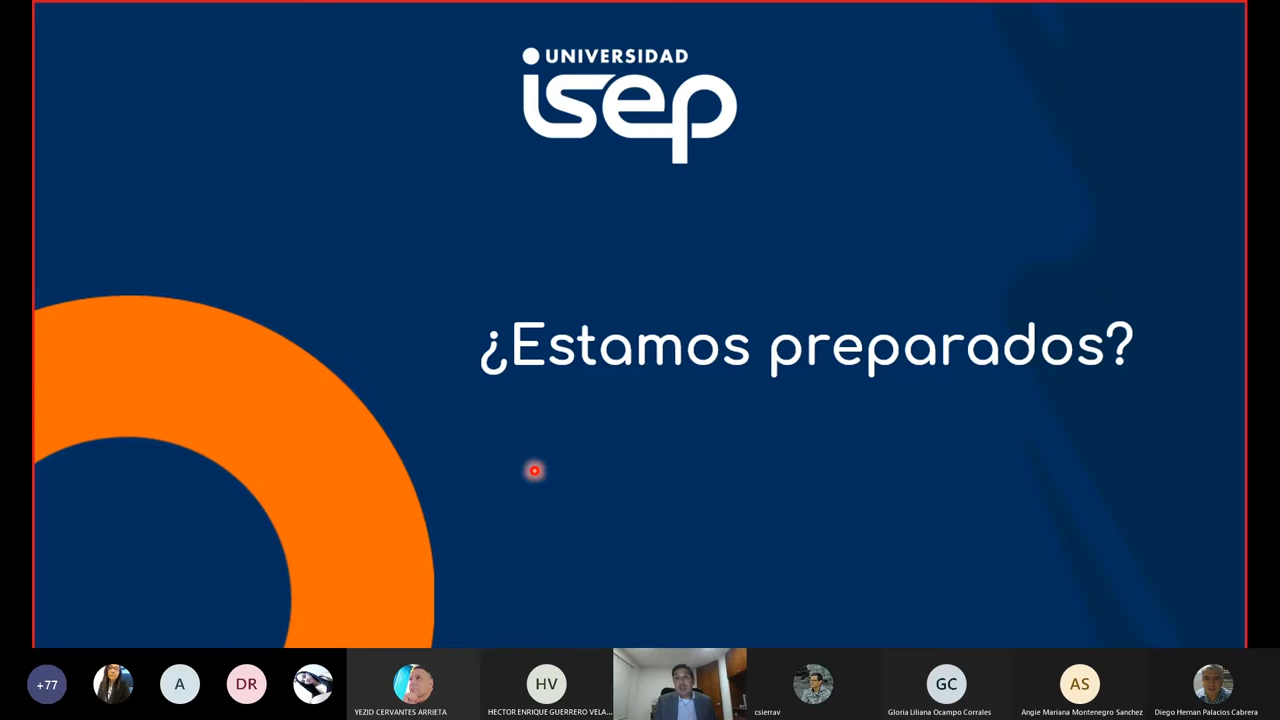 UNIVERSIDAD
isep
¿Estamos preparados?
+77
A
DR
YEZID CERVANTES ARRIETA
HV
HECTOR ENRIQUE GUERRERO VELA...
csierrav
GC
Gloria Liliana Ocampo Corrales
AS
Angie Mariana Montenegro Sanchez
Diego Hernan Palacios Cabrera